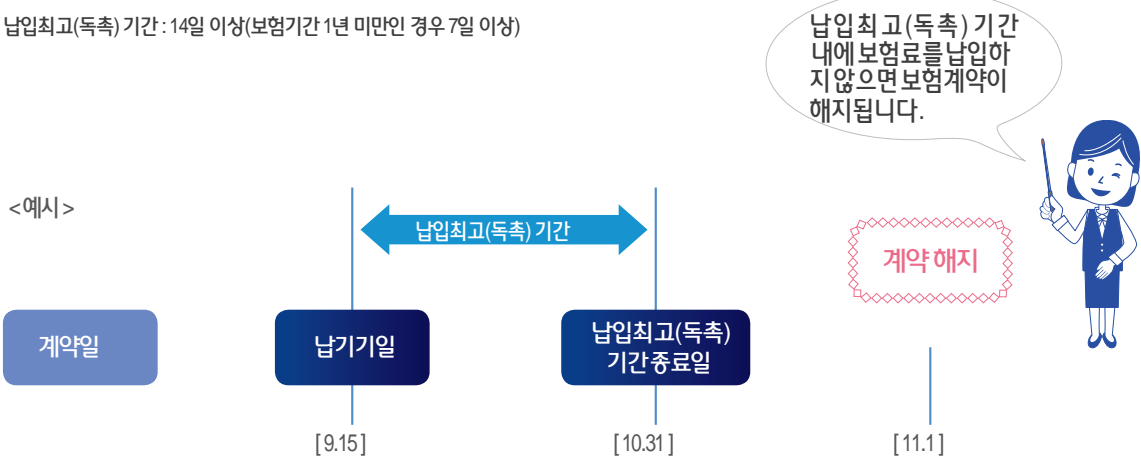 납입최고(독촉) 기간 : 14일 이상(보험기간 1년 미만인 경우 7일 이상)
납입최고(독촉) 기간
내에 보험료를 납입하
지 않으면 보험계약이
해지됩니다.
<예시>
납입최고(독촉) 기간
계약 해지
계약일
납기기일
납입최고(독촉)
기간 종료일
[ 9.15 ]
[ 10.31 ]
[ 11.1 ]